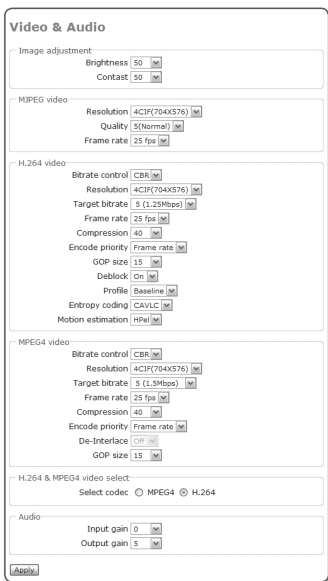 Video & Audio
Image adjustment
Brightness 50
Contast 50
MJPEG video
Resolution 4CIF(704X576)
Quality 5(Normal)
Frame rate 25 fps
H.264 video
Bitrate control CBR
Resolution 4CIF(704X576)
Target bitrate 5 (1.25Mbps)
Frame rate 25 fps
Compression 40
Encode priority Frame rate
GOP size 15
Deblock On
Profile Baseline
Entropy coding CAVLC
Motion estimation HPel
MPEG4 video
Bitrate control CBR
Resolution 4CIF(704X576)
Target bitrate 5 (1.5Mbps)
Frame rate 25 fps
Compression 40
Encode priority Frame rate
De-Interlace Off
GOP size 15
H.264 & MPEG4 video select
Select codec MPEG4 H.264
Audio
Input gain 0
Output gain 5
Apply